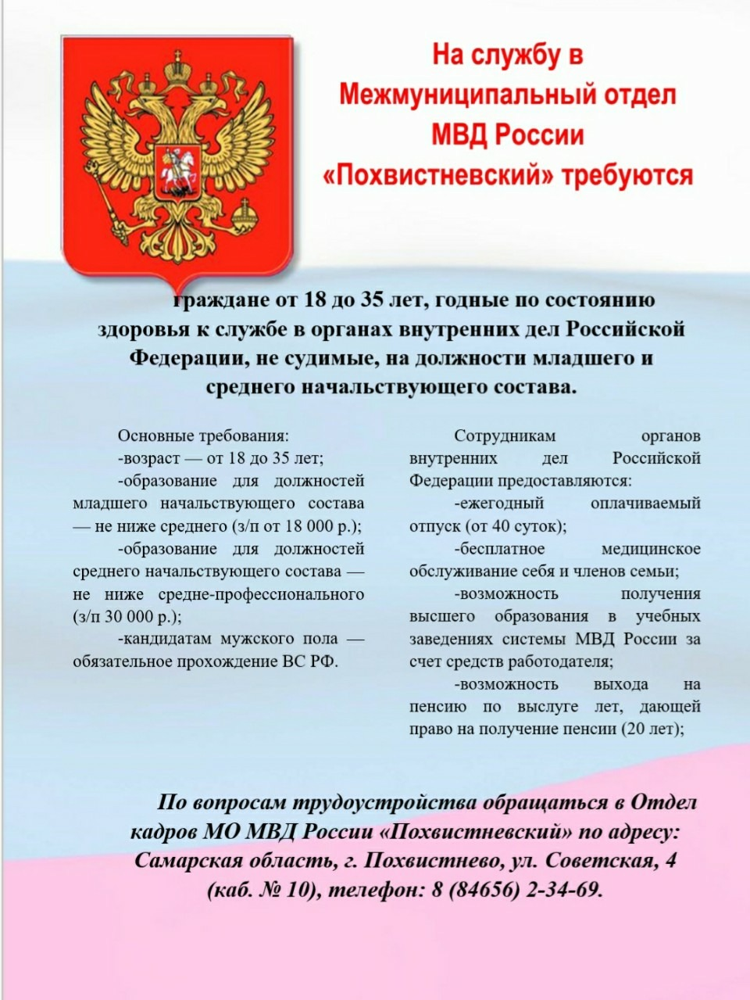 На службу в
Межмуниципальный отдел
МВД России
«Похвистневский» требуются
граждане от 18 до 35 лет, годные по состоянию
здоровья к службе в органах внутренних дел Российской
Федерации, не судимые, на должности младшего и
среднего начальствующего состава.
Основные требования:
-возраст — от 18 до 35 лет;
-образование для должностей
младшего начальствующего состава
— не ниже среднего (з/п от 18 000 р.);
-образование для должностей
среднего начальствующего состава —
не ниже средне-профессионального
(з/п 30 000 р.);
-кандидатам мужского пола —
обязательное прохождение ВС РФ.
Сотрудникам органов
внутренних дел Российской
Федерации предоставляются:
-ежегодный оплачиваемый
отпуск (от 40 суток);
-бесплатное медицинское
обслуживание себя и членов семьи;
-возможность получения
высшего образования в учебных
заведениях системы МВД России за
счет средств работодателя;
-возможность выхода на
пенсию по выслуге лет, дающей
право на получение пенсии (20 лет);
По вопросам трудоустройства обращаться в Отдел
кадров МО МВД России «Похвистневский» по адресу:
Самарская область, г. Похвистнево, ул. Советская, 4
(каб. № 10), телефон: 8 (84656) 2-34-69.